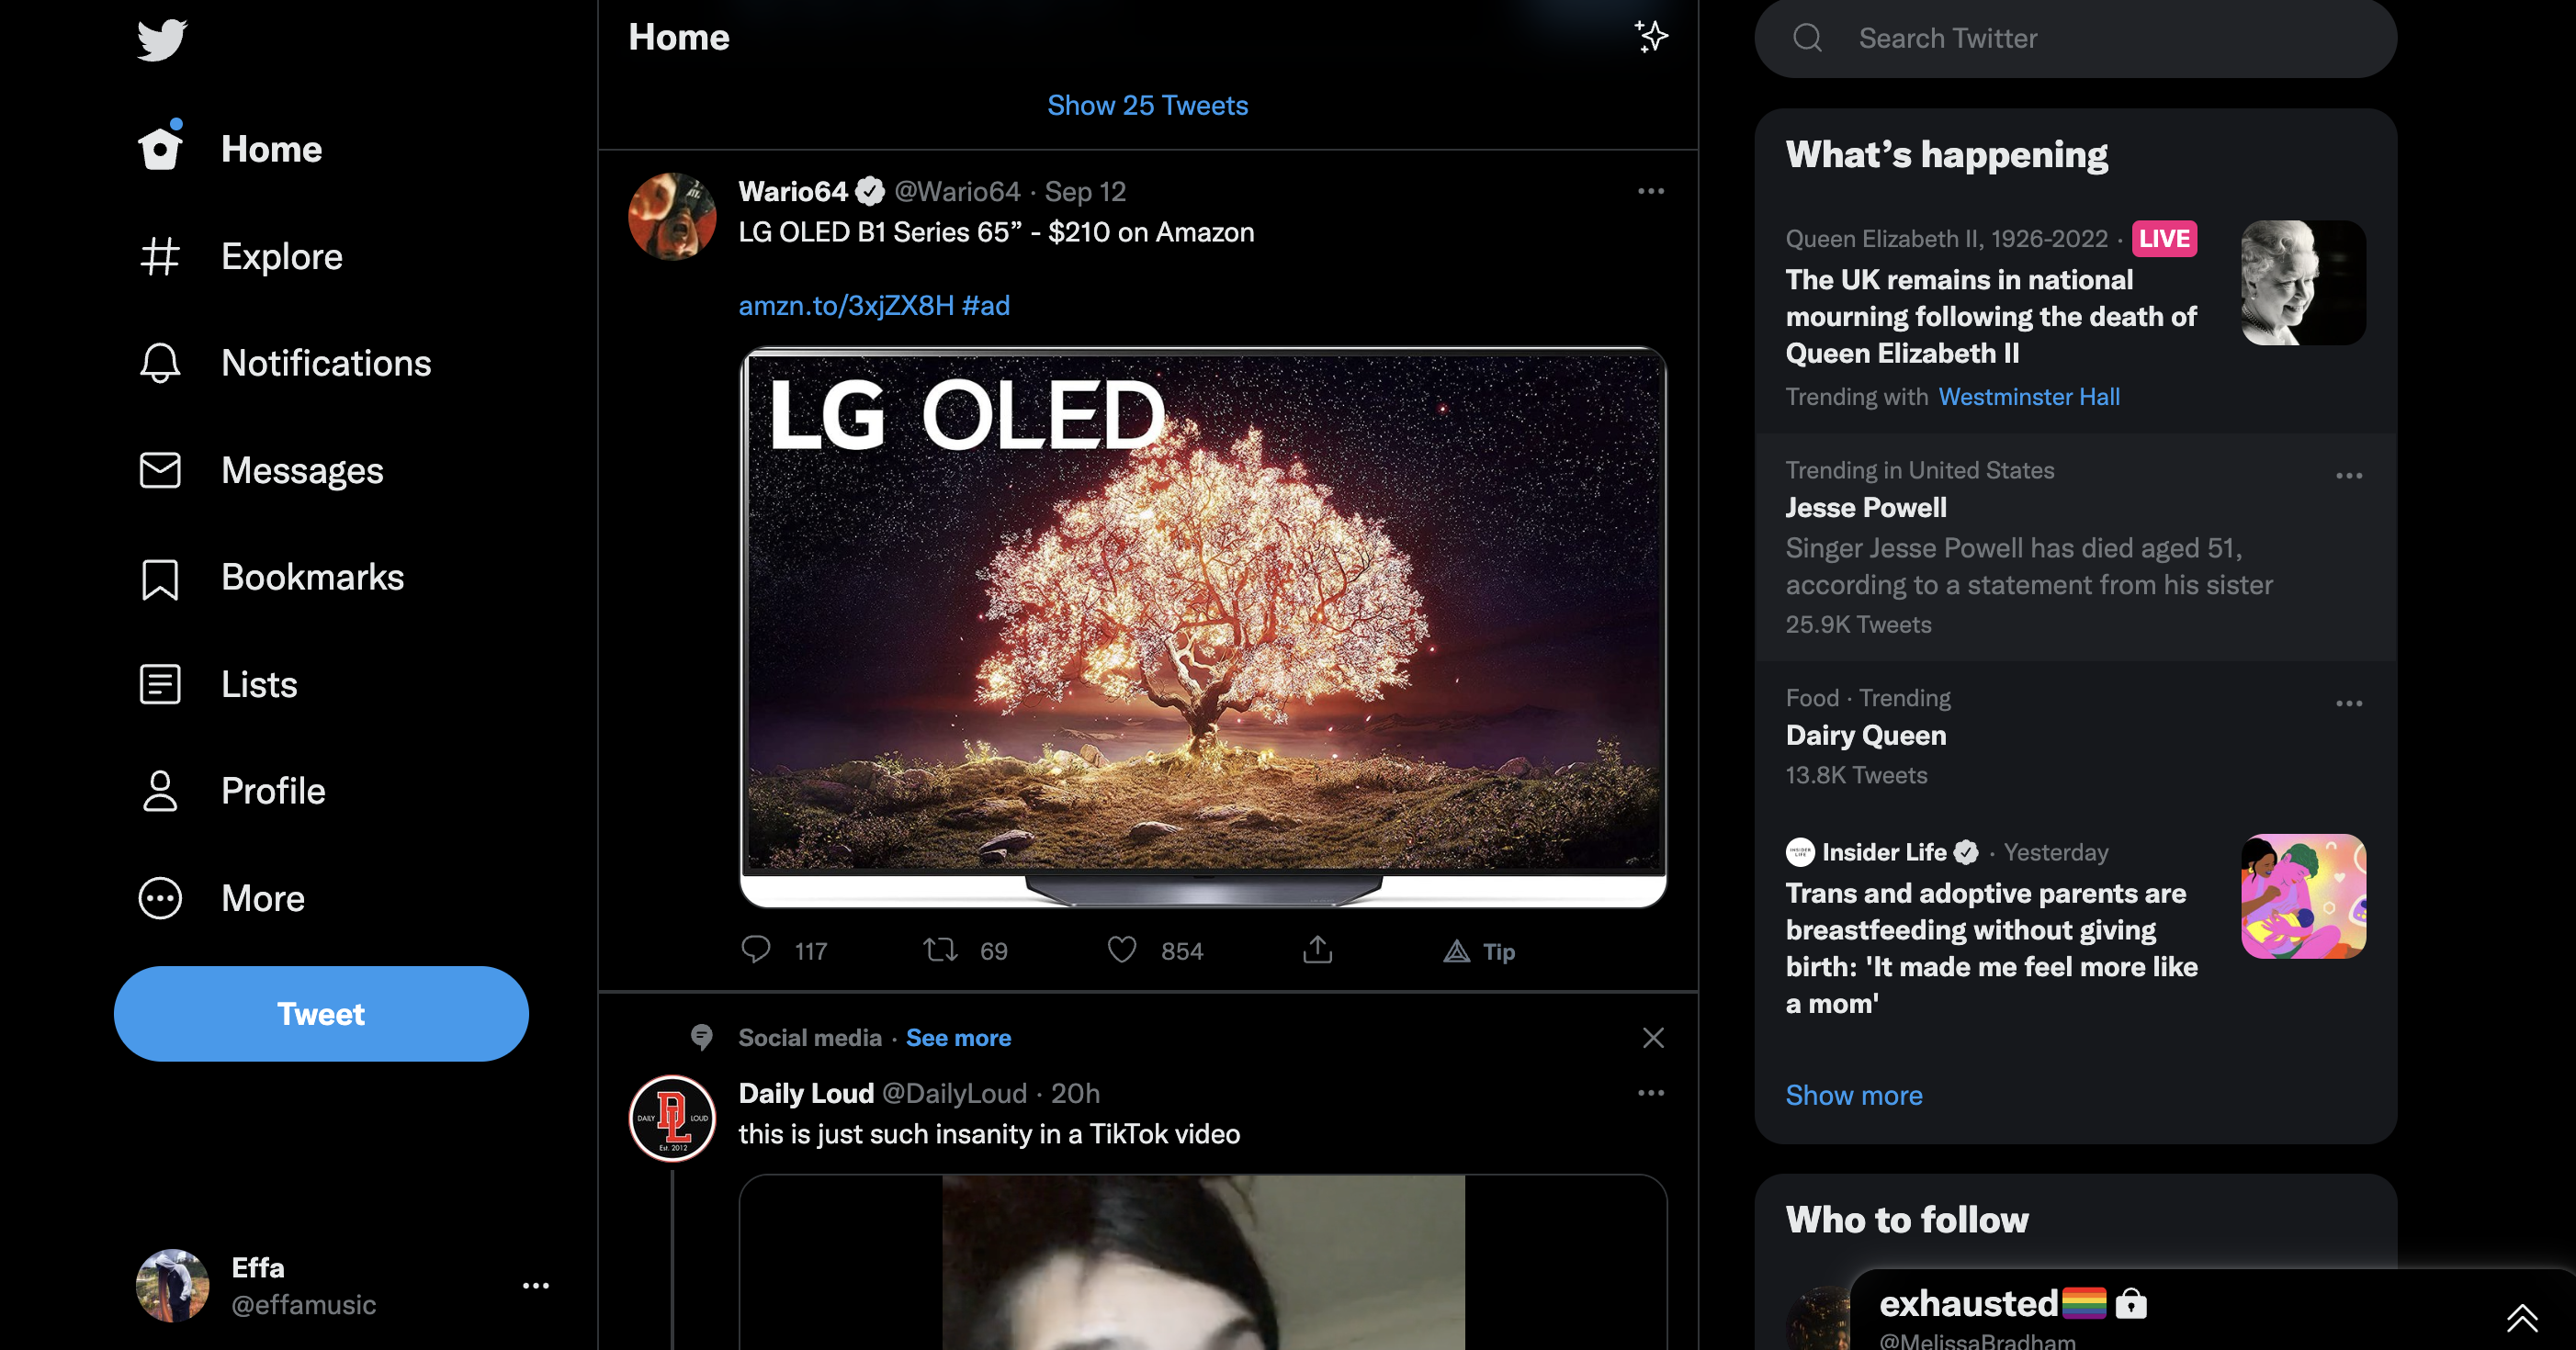 Home
Explore
Notifications
Messages
Bookmarks
Lists
Profile
More
Tweet
Effa
@effamusic
Home
Show 25 Tweets
Wario64 @Wario64 · Sep 12
LG OLED B1 Series 65” - $210 on Amazon
amzn.to/3xjZX8H #ad
LG OLED
117 69 854 Tip
Social media · See more
Daily Loud @DailyLoud · 20h
this is just such insanity in a TikTok video
DAILY DL LOUD
Est. 2012
Search Twitter
What’s happening
Queen Elizabeth II, 1926-2022 · LIVE
The UK remains in national
mourning following the death of
Queen Elizabeth II
Trending with Westminster Hall
Trending in United States
Jesse Powell
Singer Jesse Powell has died aged 51,
according to a statement from his sister
25.9K Tweets
Food · Trending
Dairy Queen
13.8K Tweets
INSIDER
LIFE
Insider Life · Yesterday
Trans and adoptive parents are
breastfeeding without giving
birth: 'It made me feel more like
a mom'
Show more
Who to follow
exhausted🏳️‍🌈🔒
@MelissaBradham